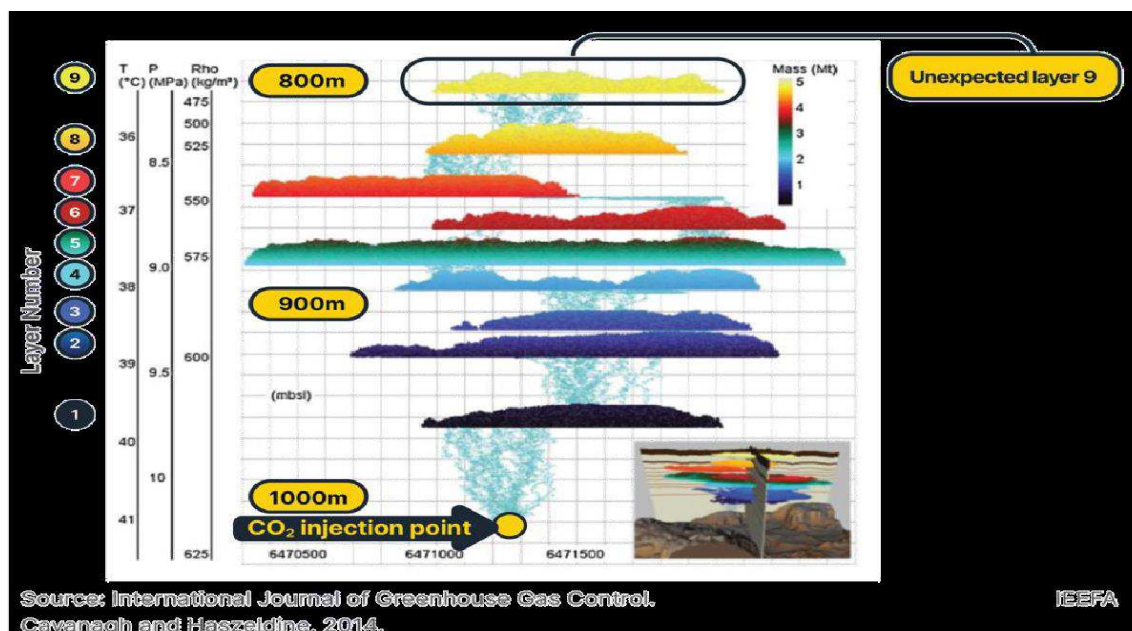 T P Rho
(°C) (MPa) (kg/m³)
800m
Mass (Mt)
Unexpected layer 9
9
8
7
6
5
4
3
2
1
Layer Number
36
37
38
39
40
41
8.5
9.0
9.5
10
475
500
525
550
575
600
625
5
4
3
2
1
900m
(mbsl)
1000m
CO₂ injection point
6470500 6471000 6471500
Source: International Journal of Greenhouse Gas Control.
IEEFA
Cavanagh and Haszeldine, 2014.